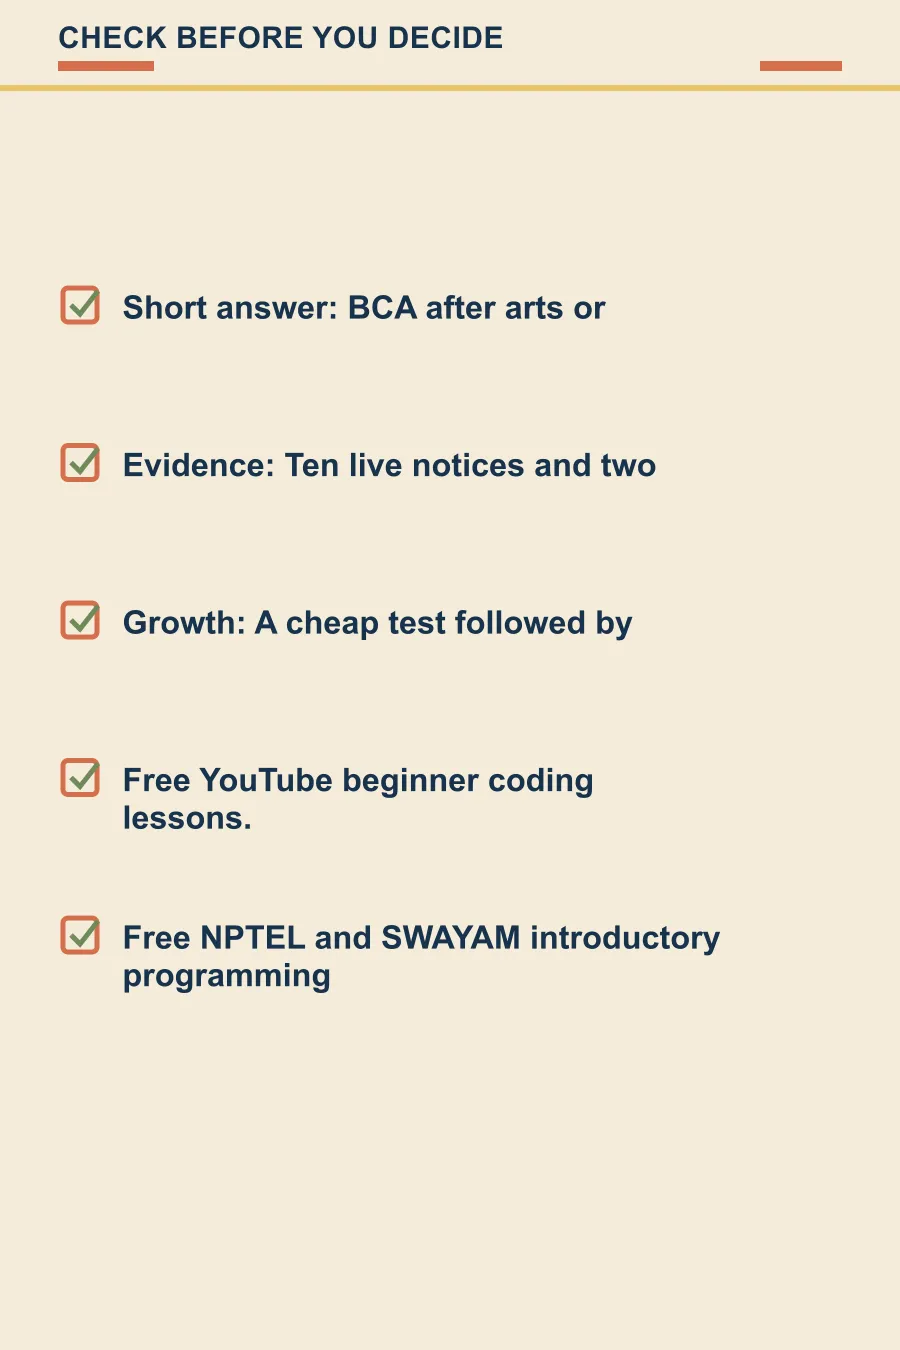 CHECK BEFORE YOU DECIDE
Short answer: BCA after arts or
Evidence: Ten live notices and two
Growth: A cheap test followed by
Free YouTube beginner coding
lessons.
Free NPTEL and SWAYAM introductory
programming